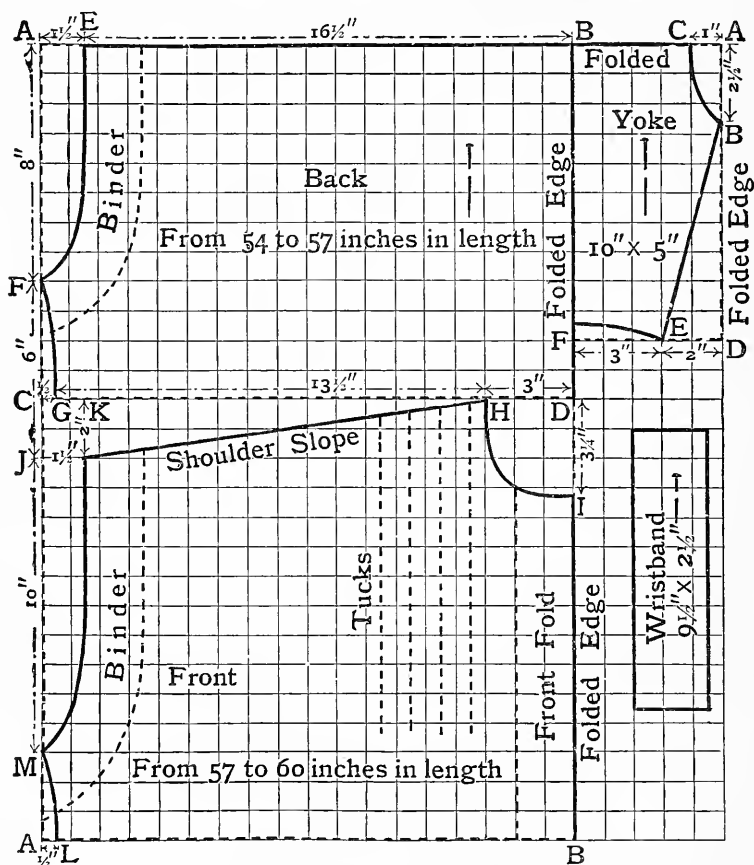 A 1½" E 16½" B C 1" A
Folded
2½"
Yoke
B
8"
Binder
Back
Folded Edge
From 54 to 57 inches in length
10" X 5"
Folded Edge
F
6"
F E D
3" 2"
½" 13½" 3"
C G K H D
2"
J 1½"
Shoulder Slope
3¼"
I
10"
Binder
Tucks
Front Fold
Folded Edge
Wristband
9½" X 2½"
Front
M
From 57 to 60 inches in length
A ½" L B